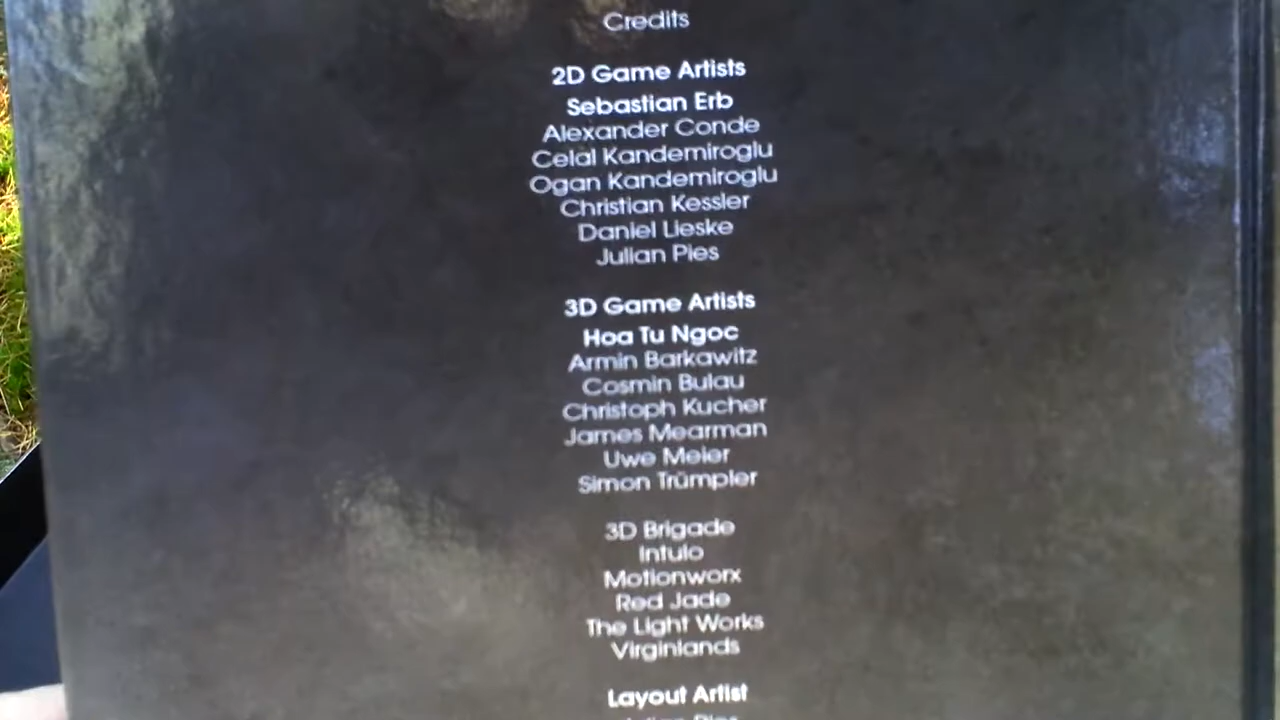 Credits
2D Game Artists
Sebastian Erb
Alexander Conde
Celal Kandemiroglu
Ogan Kandemiroglu
Christian Kessler
Daniel Lieske
Julian Pies
3D Game Artists
Hoa Tu Ngoc
Armin Barkawitz
Cosmin Bulau
Christoph Kucher
James Mearman
Uwe Meier
Simon Trümpler
3D Brigade
Intulo
Motionworx
Red Jade
The Light Works
Virginlands
Layout Artist